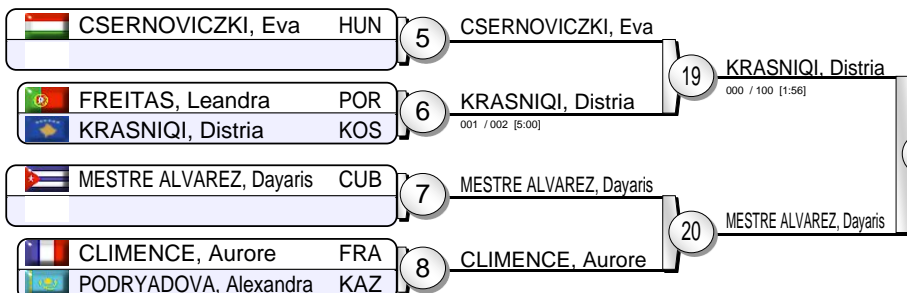 CSERNOVICZKI, Eva HUN
5
CSERNOVICZKI, Eva
19
KRASNIQI, Distria
000 / 100 [1:56]
FREITAS, Leandra POR
KRASNIQI, Distria KOS
6
KRASNIQI, Distria
001 / 002 [5:00]
MESTRE ALVAREZ, Dayaris CUB
7
MESTRE ALVAREZ, Dayaris
20
MESTRE ALVAREZ, Dayaris
CLIMENCE, Aurore FRA
PODRYADOVA, Alexandra KAZ
8
CLIMENCE, Aurore